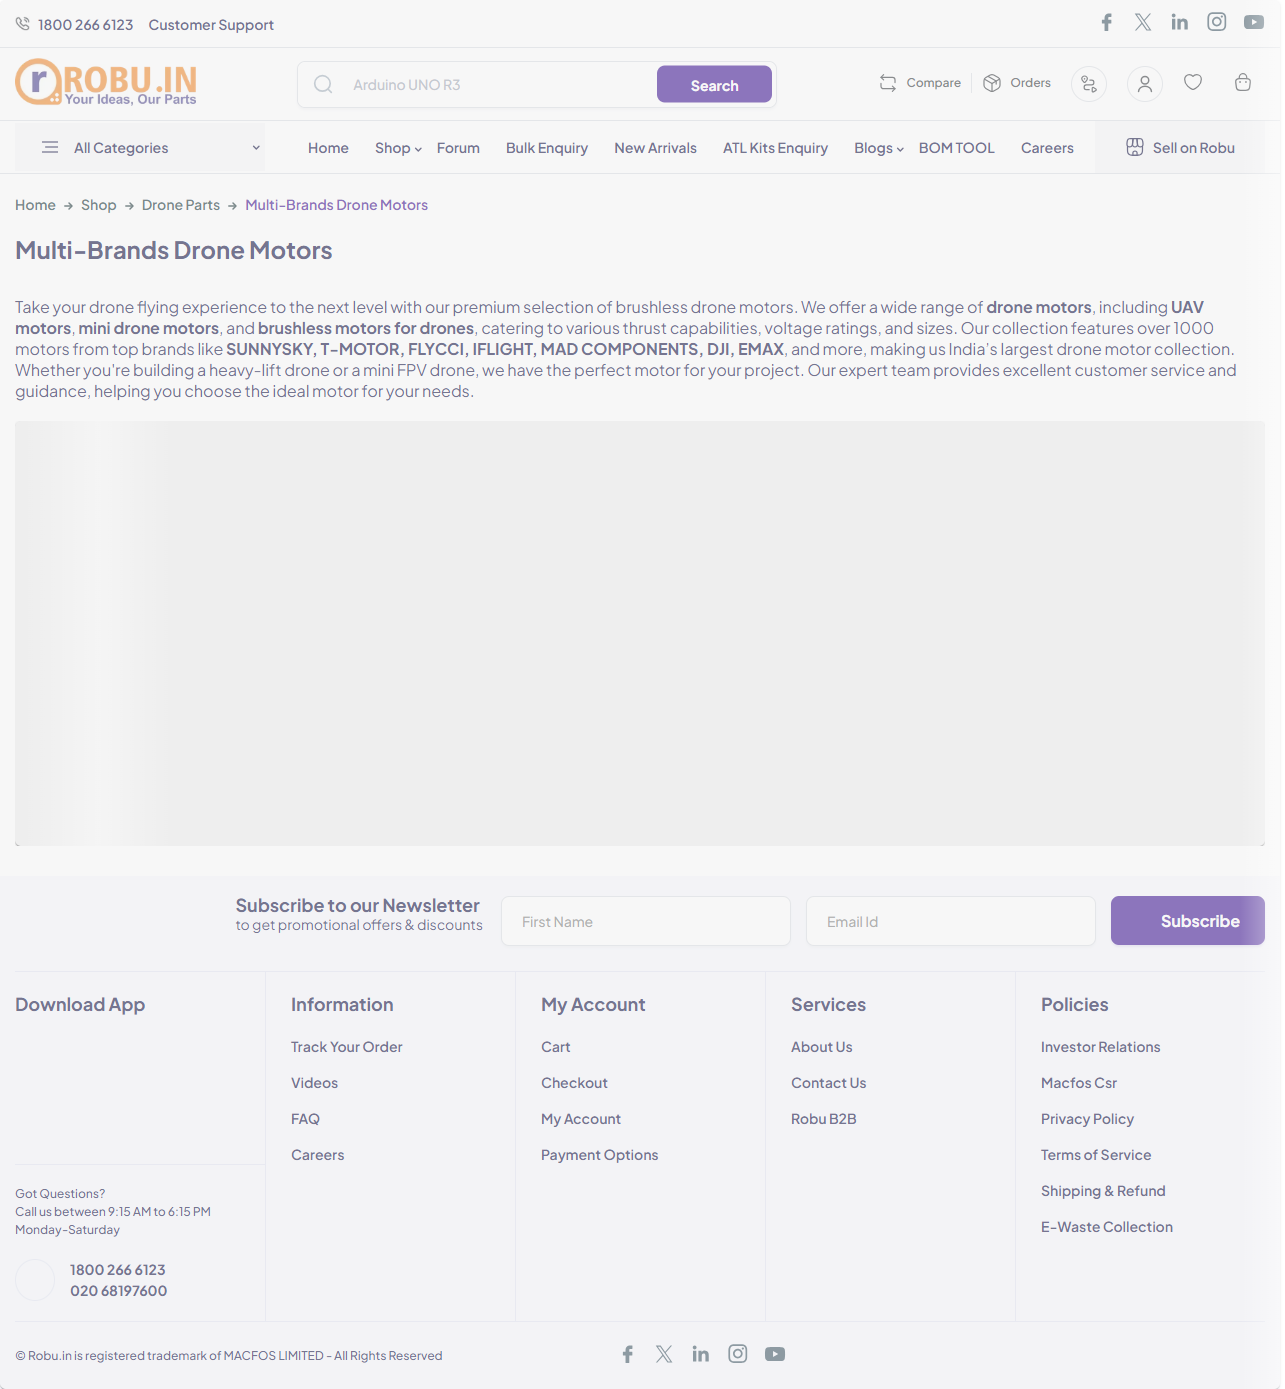 1800 266 6123 Customer Support
ROBU.IN
Your Ideas, Our Parts
Arduino UNO R3
Search
Compare
Orders
All Categories
Home Shop Forum Bulk Enquiry New Arrivals ATL Kits Enquiry Blogs BOM TOOL Careers Sell on Robu
Home → Shop → Drone Parts → Multi-Brands Drone Motors
Multi-Brands Drone Motors
Take your drone flying experience to the next level with our premium selection of brushless drone motors. We offer a wide range of drone motors, including UAV
motors, mini drone motors, and brushless motors for drones, catering to various thrust capabilities, voltage ratings, and sizes. Our collection features over 1000
motors from top brands like SUNNYSKY, T-MOTOR, FLYCCI, IFLIGHT, MAD COMPONENTS, DJI, EMAX, and more, making us India's largest drone motor collection.
Whether you're building a heavy-lift drone or a mini FPV drone, we have the perfect motor for your project. Our expert team provides excellent customer service and
guidance, helping you choose the ideal motor for your needs.
Subscribe to our Newsletter
to get promotional offers & discounts
First Name
Email Id
Subscribe
Download App
Got Questions?
Call us between 9:15 AM to 6:15 PM
Monday-Saturday
1800 266 6123
020 68197600
Information
Track Your Order
Videos
FAQ
Careers
My Account
Cart
Checkout
My Account
Payment Options
Services
About Us
Contact Us
Robu B2B
Policies
Investor Relations
Macfos Csr
Privacy Policy
Terms of Service
Shipping & Refund
E-Waste Collection
© Robu.in is registered trademark of MACFOS LIMITED - All Rights Reserved